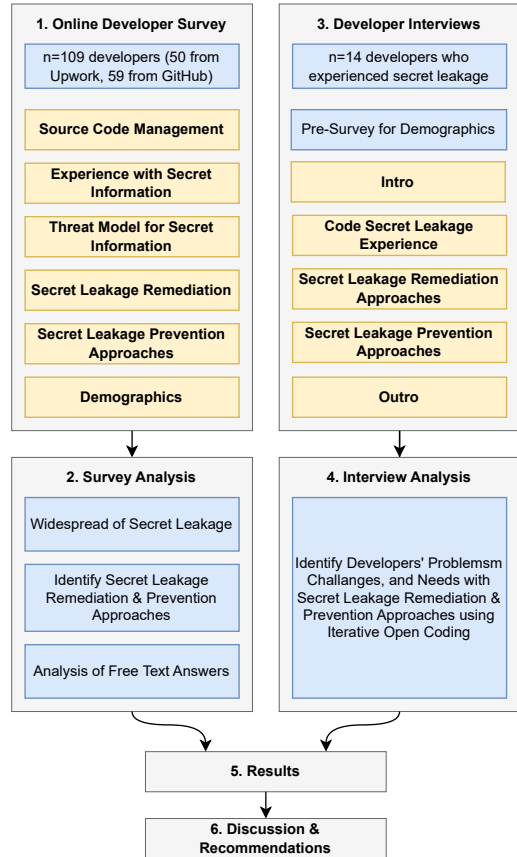 1. Online Developer Survey
n=109 developers (50 from
Upwork, 59 from GitHub)
Source Code Management
Experience with Secret
Information
Threat Model for Secret
Information
Secret Leakage Remediation
Secret Leakage Prevention
Approaches
Demographics
3. Developer Interviews
n=14 developers who
experienced secret leakage
Pre-Survey for Demographics
Intro
Code Secret Leakage
Experience
Secret Leakage Remediation
Approaches
Secret Leakage Prevention
Approaches
Outro
2. Survey Analysis
Widespread of Secret Leakage
Identify Secret Leakage
Remediation & Prevention
Approaches
Analysis of Free Text Answers
4. Interview Analysis
Identify Developers' Problemsm
Challanges, and Needs with
Secret Leakage Remediation &
Prevention Approaches using
Iterative Open Coding
5. Results
6. Discussion &
Recommendations